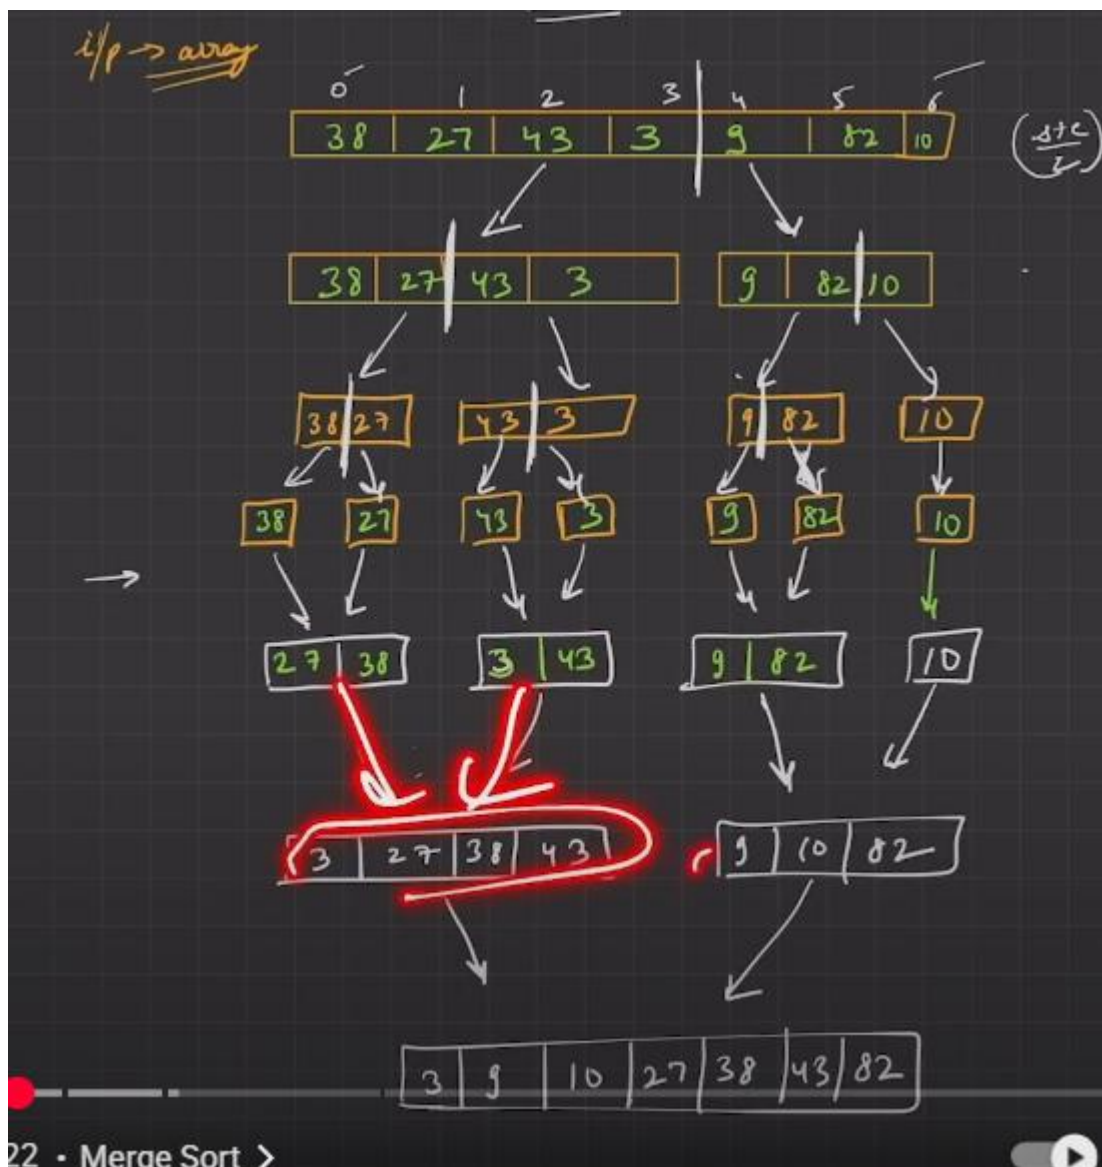 i/p → array
0 1 2 3 4 5 6
38 27 43 3 9 82 10
(s+e/2)
38 27 43 3 9 82 10
38 27 43 3 9 82 10
38 27 43 3 9 82 10
27 38 3 43 9 82 10
3 27 38 43 9 10 82
3 9 10 27 38 43 82
22 · Merge Sort >